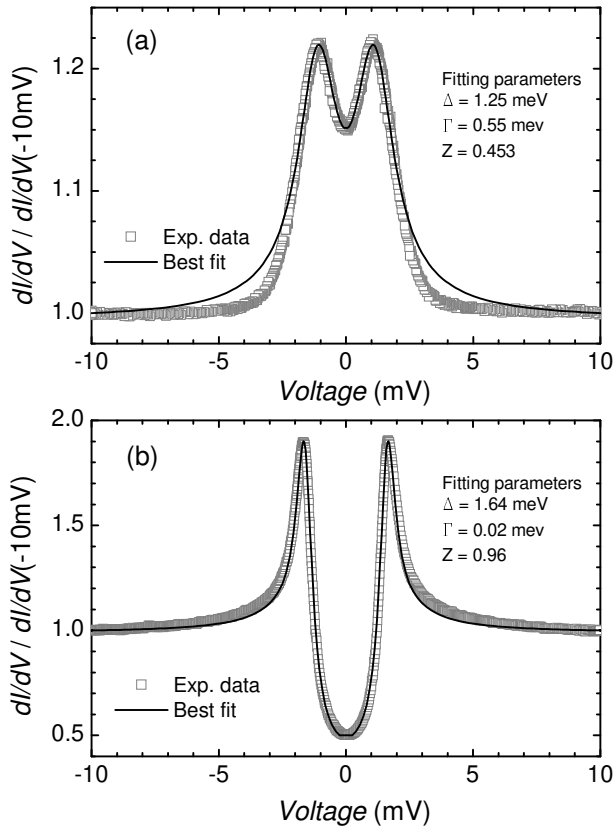 (a)
Fitting parameters
Δ = 1.25 meV
Γ = 0.55 mev
Z = 0.453
Exp. data
Best fit
dI/dV / dI/dV(-10mV)
1.2
1.1
1.0
-10 -5 0 5 10
Voltage (mV)
(b)
Fitting parameters
Δ = 1.64 meV
Γ = 0.02 mev
Z = 0.96
Exp. data
Best fit
dI/dV / dI/dV(-10mV)
2.0
1.5
1.0
0.5
-10 -5 0 5 10
Voltage (mV)